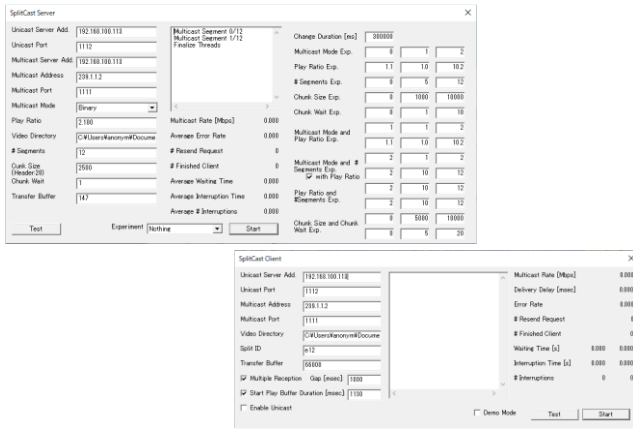 SplitCast Server
Unicast Server Add. 192.168.100.113
Unicast Port 1112
Multicast Server Add. 192.168.100.113
Multicast Address 239.1.1.2
Multicast Port 1111
Multicast Mode Binary
Play Ratio 2.100
Video Directory C:¥Users¥anonym¥Docume
# Segments 12
Cunk Size
(Header:28) 2500
Chunk Wait 1
Transfer Buffer 147
Test
Experiment Nothing Start
Multicast Segment 0/12
Multicast Segment 1/12
Finalize Threads
Multicast Rate [Mbps] 0.000
Average Error Rate 0.000
# Resend Request 0
# Finished Client 0
Average Waiting Time 0.000
Average Interruption Time 0.000
Average # Interruptions 0.000
Change Duration [ms] 300000
Multicast Mode Exp. 0 1 2
Play Ratio Exp. 1.1 1.0 10.2
# Segments Exp. 0 5 12
Chunk Size Exp. 0 1000 10000
Chunk Wait Exp. 0 1 10
Multicast Mode and 1 1 2
Play Ratio Exp. 1.1 1.0 10.2
Multicast Mode and # 2 1 2
Segments Exp.
with Play Ratio 2 10 12
Play Ratio and 2 10 12
#Segments Exp. 2 10 12
Chunk Size and Chunk 0 5000 10000
Wait Exp. 0 5 20
SplitCast Client
Unicast Server Add. 192.168.100.113
Unicast Port 1112
Multicast Address 239.1.1.2
Multicast Port 1111
Video Directory C:¥Users¥anonym¥Docume
Split ID e12
Transfer Buffer 66000
Multiple Reception Gap [msec] 1000
Start Play Buffer
Duration [msec] 1100
Enable Unicast
Multicast Rate [Mbps] 0.000
Delivery Delay [msec] 0.000
Error Rate 0.000
# Resend Request 0
# Finished Client 0
Waiting Time [s] 0.000 0.000
Interruption Time [s] 0.000 0.000
# Interruptions 0 0
Demo Mode Test Start